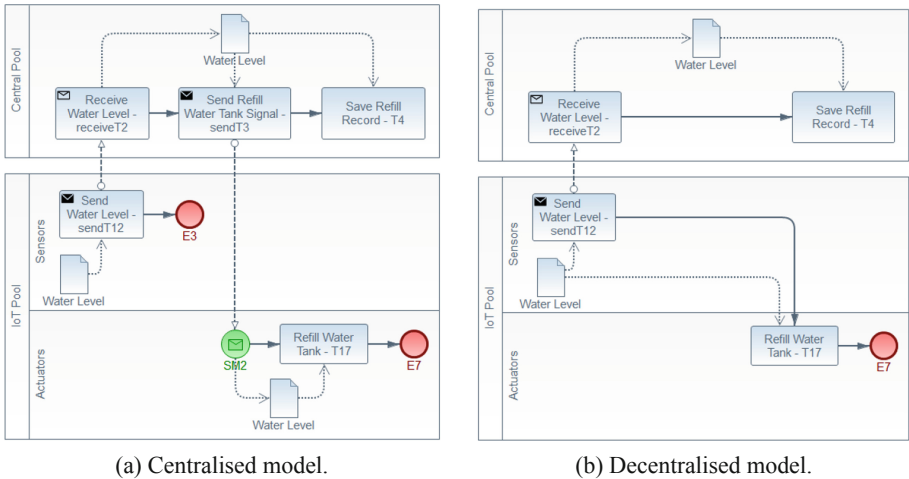 Central Pool
Water Level
Receive
Water Level -
receiveT2
Send Refill
Water Tank Signal -
sendT3
Save Refill
Record - T4
IoT Pool
Sensors
Send
Water Level -
sendT12
E3
Water Level
Actuators
SM2
Refill Water
Tank - T17
E7
Water Level
(a) Centralised model.
Central Pool
Water Level
Receive
Water Level -
receiveT2
Save Refill
Record - T4
IoT Pool
Sensors
Send
Water Level -
sendT12
Water Level
Actuators
Refill Water
Tank - T17
E7
(b) Decentralised model.